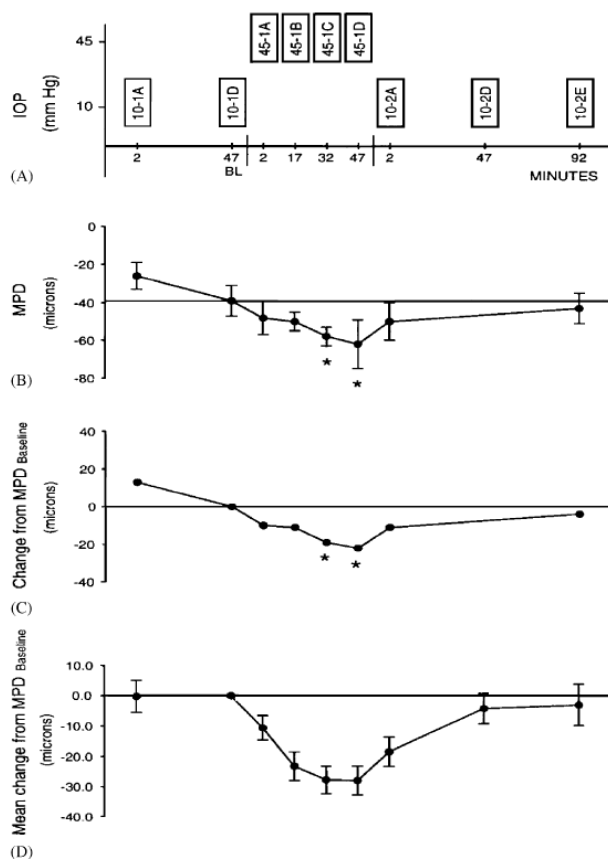 IOP
(mm Hg)
45
10
10-1A
10-1D
45-1A
45-1B
45-1C
45-1D
10-2A
10-2D
10-2E
2 47 2 17 32 47 2 47 92
BL
MINUTES
(A)
MPD
(microns)
0
-20
-40
-60
-80
* *
(B)
Change from MPD Baseline
(microns)
40
20
0
-20
-40
* *
(C)
Mean change from MPD Baseline
(microns)
10.0
0.0
-10.0
-20.0
-30.0
-40.0
(D)